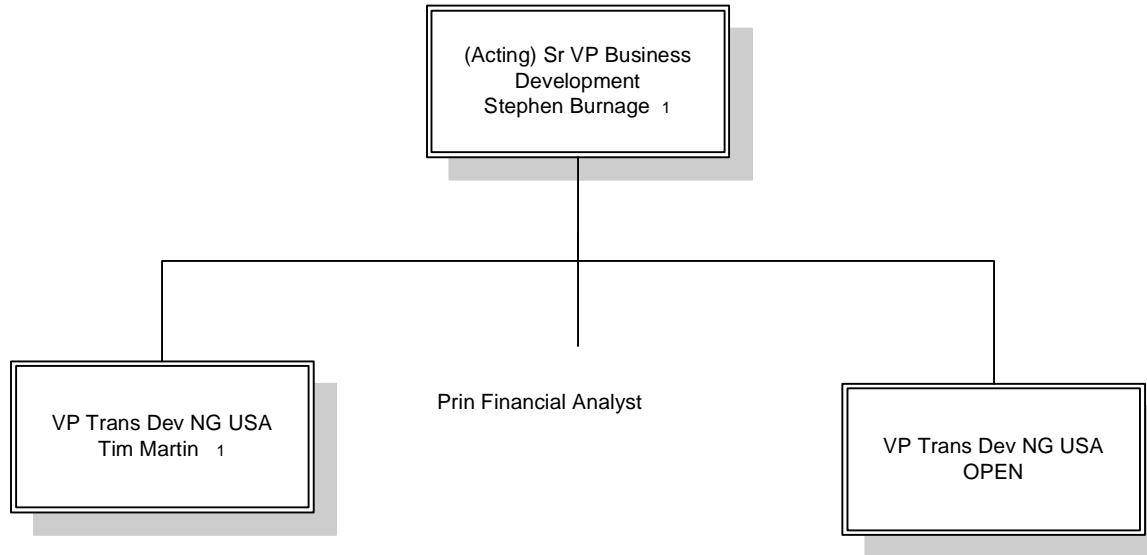 (Acting) Sr VP Business
Development
Stephen Burnage 1
VP Trans Dev NG USA
Tim Martin 1
Prin Financial Analyst
VP Trans Dev NG USA
OPEN